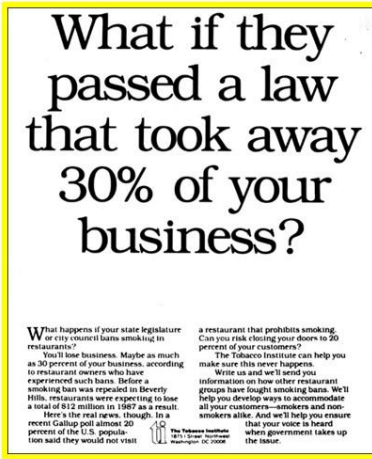 What if they
passed a law
that took away
30% of your
business?
What happens if your state legislature
or city council bans smoking in
restaurants?
You'll lose business. Maybe as much
as 30 percent of your business, according
to restaurant owners who have
experienced such bans. Before a
smoking ban was repealed in Beverly
Hills, restaurants were expecting to lose
a total of $12 million in 1987 as a result.
Here's the real news, though. In a
recent Gallup poll almost 20
percent of the U.S. popula-
tion said they would not visit
a restaurant that prohibits smoking.
Can you risk closing your doors to 20
percent of your customers?
The Tobacco Institute can help you
make sure this never happens.
Write us and we'll send you
information on how other restaurant
groups have fought smoking bans. We'll
help you develop ways to accommodate
all your customers—smokers and non-
smokers alike. And we'll help you ensure
that your voice is heard
when government takes up
the issue.
The Tobacco Institute
1875 I Street Northwest
Washington DC 20006